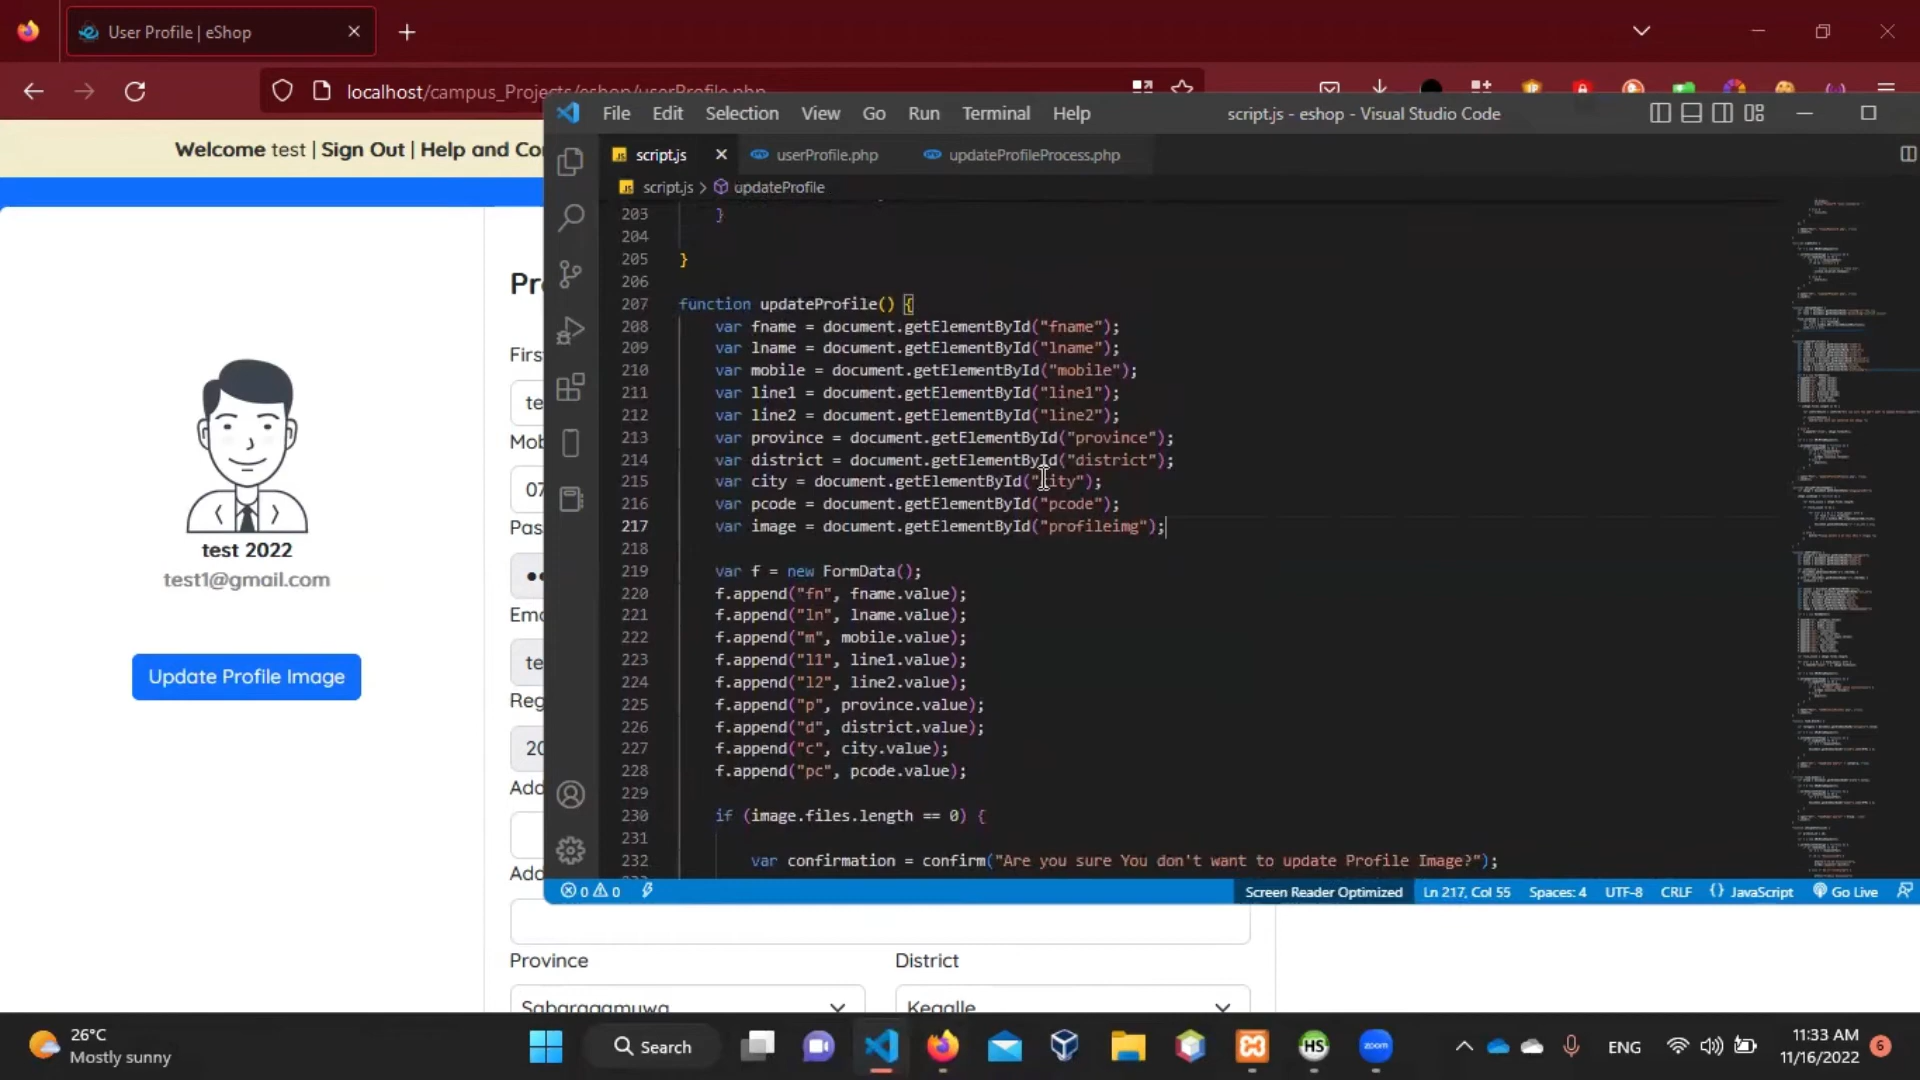 User Profile | eShop
localhost/campus_Projects/eshop/userProfile.php
Welcome test | Sign Out | Help and Co
File Edit Selection View Go Run Terminal Help
script.js - eshop - Visual Studio Code
script.js
userProfile.php
updateProfileProcess.php
script.js > updateProfile
203 }
204
205 }
206
207 function updateProfile() {
208 var fname = document.getElementById("fname");
209 var lname = document.getElementById("lname");
210 var mobile = document.getElementById("mobile");
211 var line1 = document.getElementById("line1");
212 var line2 = document.getElementById("line2");
213 var province = document.getElementById("province");
214 var district = document.getElementById("district");
215 var city = document.getElementById("city");
216 var pcode = document.getElementById("pcode");
217 var image = document.getElementById("profileimg");
218
219 var f = new FormData();
220 f.append("fn", fname.value);
221 f.append("ln", lname.value);
222 f.append("m", mobile.value);
223 f.append("l1", line1.value);
224 f.append("l2", line2.value);
225 f.append("p", province.value);
226 f.append("d", district.value);
227 f.append("c", city.value);
228 f.append("pc", pcode.value);
229
230 if (image.files.length == 0) {
231
232 var confirmation = confirm("Are you sure You don't want to update Profile Image?");
0 0
Screen Reader Optimized Ln 217, Col 55 Spaces: 4 UTF-8 CRLF {} JavaScript Go Live
test 2022
test1@gmail.com
Update Profile Image
Pr
Firs
te
Mob
07
Pas
Ema
te
Reg
20
Add
Add
Province
District
Sabaragamuwa
Kegalle
26°C
Mostly sunny
Search
HS
zoom
ENG
11:33 AM
11/16/2022
6